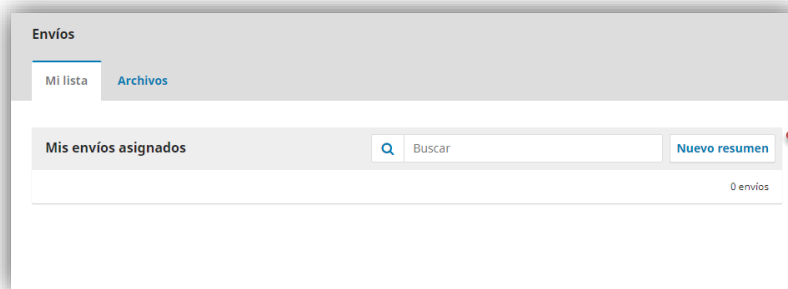 Envíos
Mi lista Archivos
Mis envíos asignados Buscar Nuevo resumen
0 envíos